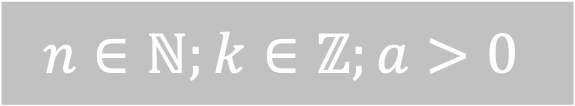 n ∈ ℕ; k ∈ ℤ; a > 0